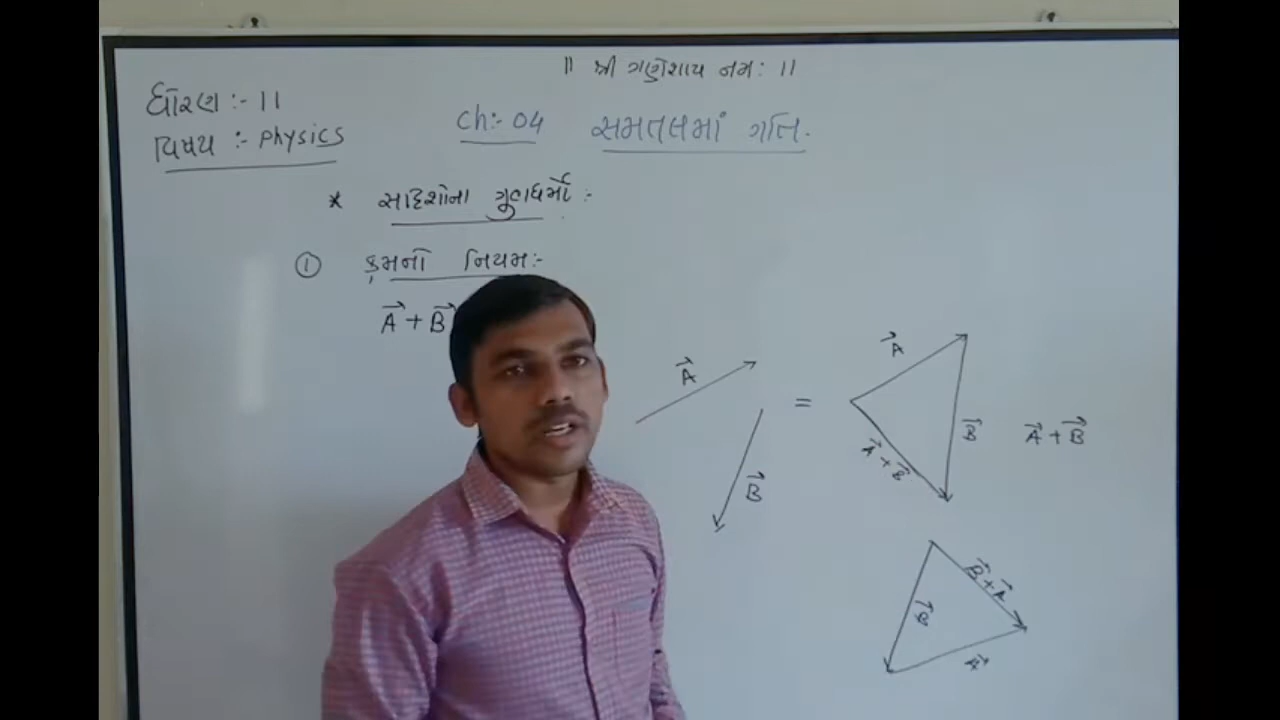 ॥ શ્રી ગણેશાય નમઃ ॥
ધોરણ :- 11
વિષય :- Physics
Ch:- 04 સમતલમાં ગતિ.
* સદિશોના ગુણધર્મો :-
① ક્રમનો નિયમ:-
A⃗ + B⃗
A⃗
B⃗
=
A⃗
B⃗
A⃗ + B⃗
A⃗ + B⃗
B⃗ + A⃗
B⃗
A⃗